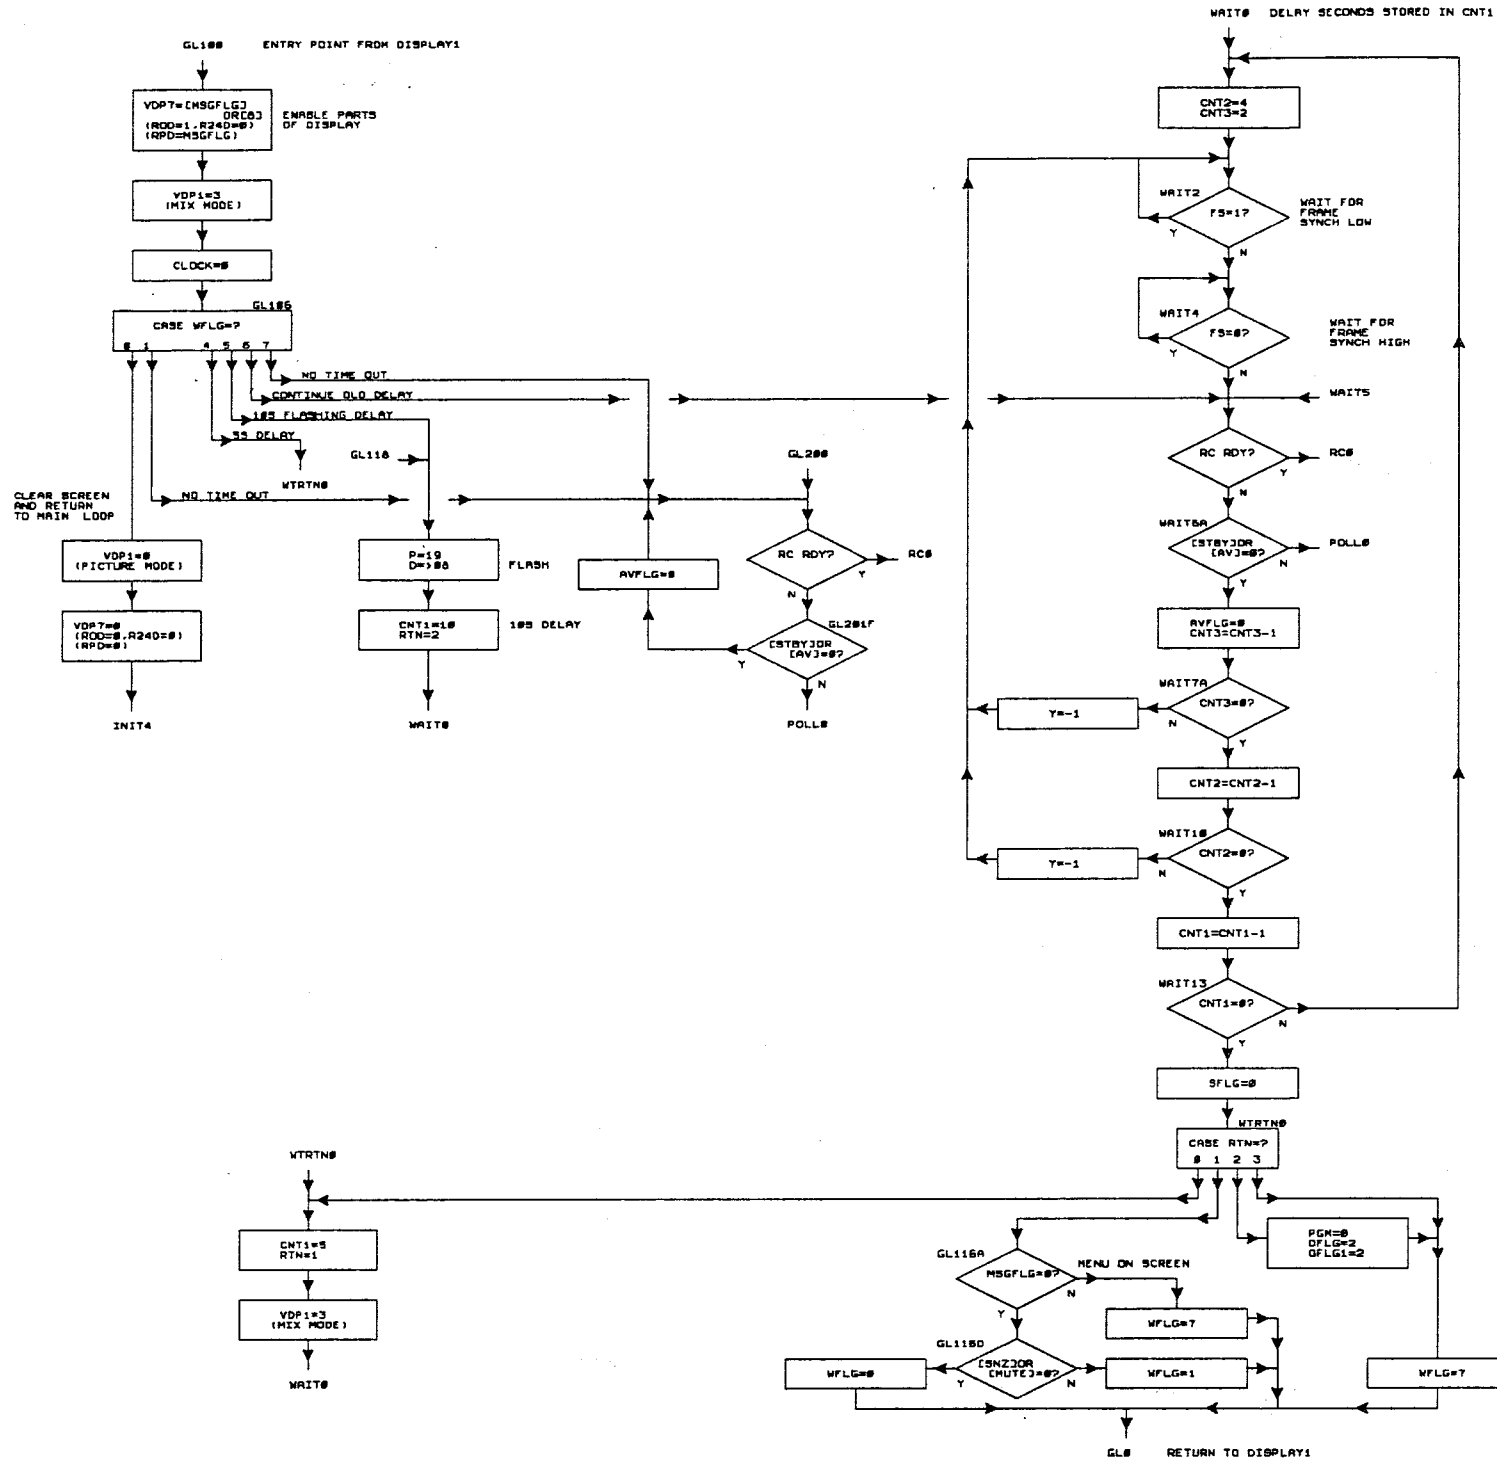 WAIT0 DELAY SECONDS STORED IN CNT1
GL100 ENTRY POINT FROM DISPLAY1
VDP7=[MSGFLG]
OR[8]
(ROD=1,R24D=0)
(RPD=MSGFLG)
ENABLE PARTS
OF DISPLAY
VDP1=3
(MIX MODE)
CLOCK=0
GL106
CASE WFLG=?
0 1 4 5 6 7
NO TIME OUT
CONTINUE OLD DELAY
10S FLASHING DELAY
5S DELAY
WTRTN0
GL118
NO TIME OUT
CLEAR SCREEN
AND RETURN
TO MAIN LOOP
VDP1=0
(PICTURE MODE)
VDP7=0
(ROD=0,R24D=0)
(RPD=0)
INIT4
P=19
D=>08
FLASH
CNT1=10
RTN=2
10S DELAY
WAIT0
AVFLG=0
GL200
RC RDY?
Y
RC0
N
GL201F
[STBY]OR
[AV]=0?
Y
N
POLL0
CNT2=4
CNT3=2
WAIT2
FS=1?
Y
N
WAIT FOR
FRAME
SYNCH LOW
WAIT4
FS=0?
Y
N
WAIT FOR
FRAME
SYNCH HIGH
WAIT5
RC RDY?
Y
RC0
N
WAIT6A
[STBY]OR
[AV]=0?
N
POLL0
Y
AVFLG=0
CNT3=CNT3-1
WAIT7A
CNT3=0?
N
Y
Y=-1
CNT2=CNT2-1
WAIT10
CNT2=0?
N
Y
Y=-1
CNT1=CNT1-1
WAIT13
CNT1=0?
N
Y
SFLG=0
WTRTN0
CASE RTN=?
0 1 2 3
WTRTN0
CNT1=5
RTN=1
VDP1=3
(MIX MODE)
WAIT0
PGN=0
DFLG=2
GFLG1=2
GL116A
MSGFLG=0?
MENU ON SCREEN
N
Y
WFLG=7
GL116D
[SNZ]OR
[MUTE]=0?
Y
N
WFLG=0
WFLG=1
WFLG=7
GL0 RETURN TO DISPLAY1